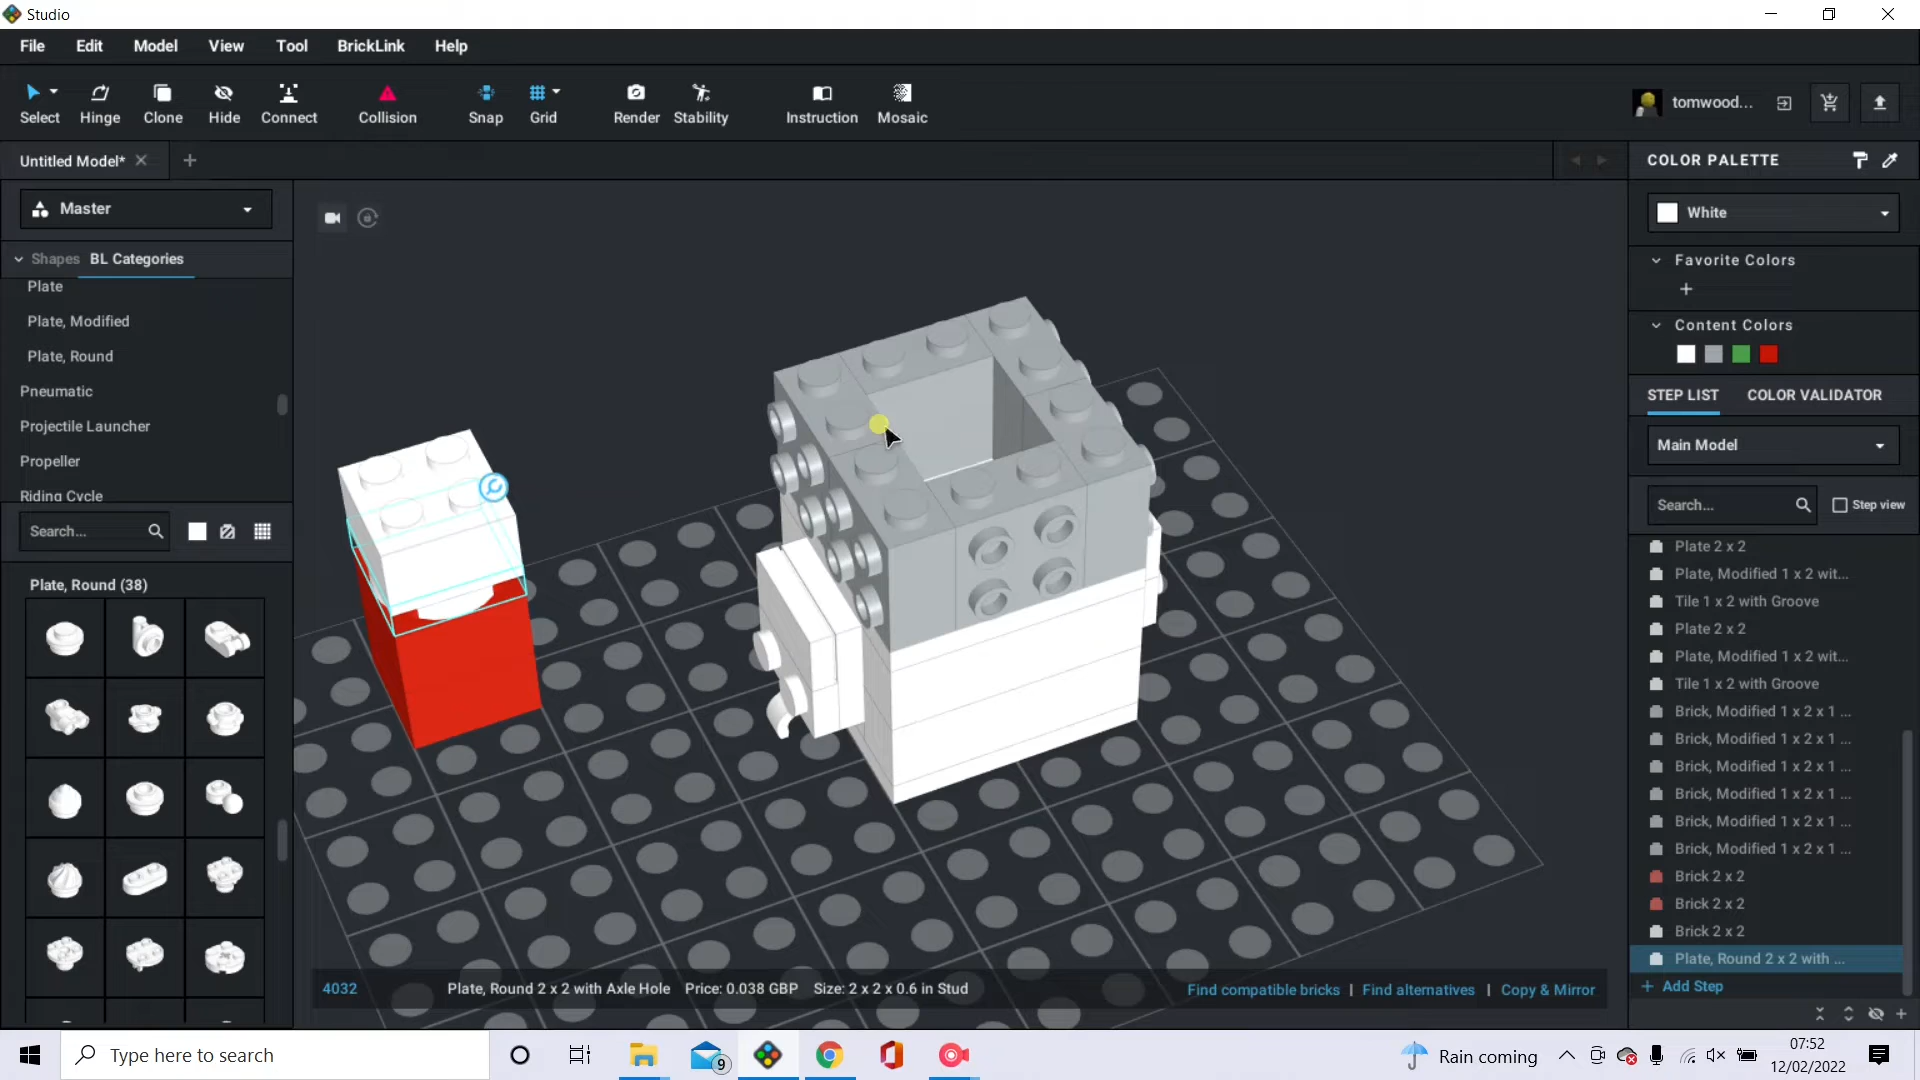 Studio
File Edit Model View Tool BrickLink Help
Select Hinge Clone Hide Connect Collision Snap Grid Render Stability Instruction Mosaic
tomwood...
Untitled Model*
COLOR PALETTE
Master
White
Shapes BL Categories
Favorite Colors
Plate
Plate, Modified
Content Colors
Plate, Round
Pneumatic
STEP LIST COLOR VALIDATOR
Projectile Launcher
Main Model
Propeller
Riding Cycle
Search... Step view
Search...
Plate, Round (38)
Plate 2 x 2
Plate, Modified 1 x 2 wit...
Tile 1 x 2 with Groove
Plate 2 x 2
Plate, Modified 1 x 2 wit...
Tile 1 x 2 with Groove
Brick, Modified 1 x 2 x 1 ...
Brick, Modified 1 x 2 x 1 ...
Brick, Modified 1 x 2 x 1 ...
Brick, Modified 1 x 2 x 1 ...
Brick, Modified 1 x 2 x 1 ...
Brick, Modified 1 x 2 x 1 ...
Brick 2 x 2
Brick 2 x 2
Brick 2 x 2
Plate, Round 2 x 2 with ...
+ Add Step
4032 Plate, Round 2 x 2 with Axle Hole Price: 0.038 GBP Size: 2 x 2 x 0.6 in Stud Find compatible bricks | Find alternatives | Copy & Mirror
Type here to search
9
Rain coming
07:52
12/02/2022